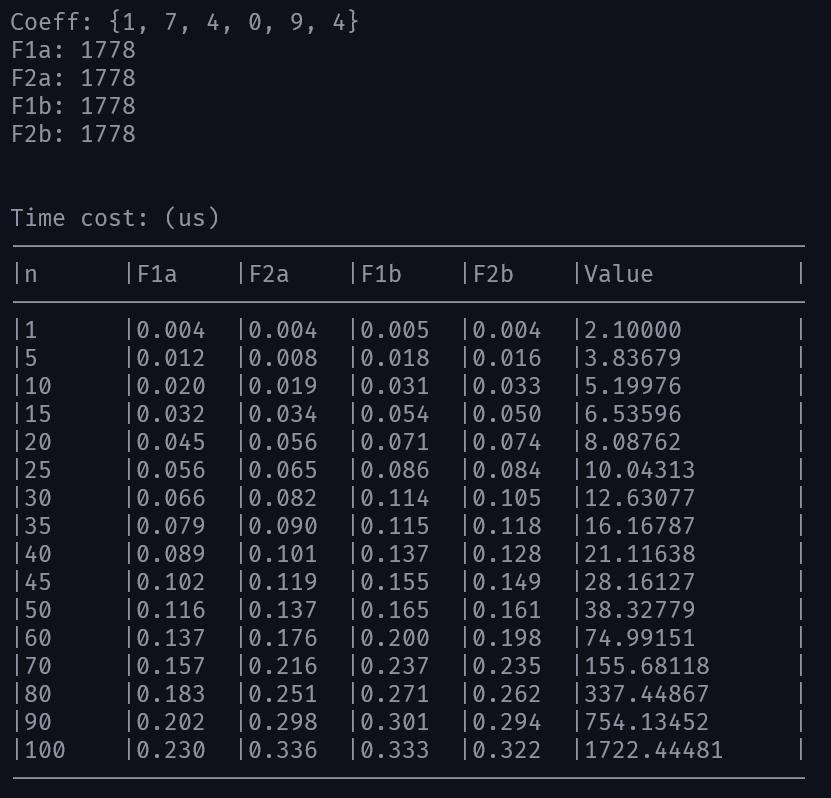 Coeff: {1, 7, 4, 0, 9, 4}
F1a: 1778
F2a: 1778
F1b: 1778
F2b: 1778
Time cost: (us)
|n |F1a |F2a |F1b |F2b |Value |
|1 |0.004 |0.004 |0.005 |0.004 |2.10000 |
|5 |0.012 |0.008 |0.018 |0.016 |3.83679 |
|10 |0.020 |0.019 |0.031 |0.033 |5.19976 |
|15 |0.032 |0.034 |0.054 |0.050 |6.53596 |
|20 |0.045 |0.056 |0.071 |0.074 |8.08762 |
|25 |0.056 |0.065 |0.086 |0.084 |10.04313 |
|30 |0.066 |0.082 |0.114 |0.105 |12.63077 |
|35 |0.079 |0.090 |0.115 |0.118 |16.16787 |
|40 |0.089 |0.101 |0.137 |0.128 |21.11638 |
|45 |0.102 |0.119 |0.155 |0.149 |28.16127 |
|50 |0.116 |0.137 |0.165 |0.161 |38.32779 |
|60 |0.137 |0.176 |0.200 |0.198 |74.99151 |
|70 |0.157 |0.216 |0.237 |0.235 |155.68118 |
|80 |0.183 |0.251 |0.271 |0.262 |337.44867 |
|90 |0.202 |0.298 |0.301 |0.294 |754.13452 |
|100 |0.230 |0.336 |0.333 |0.322 |1722.44481 |